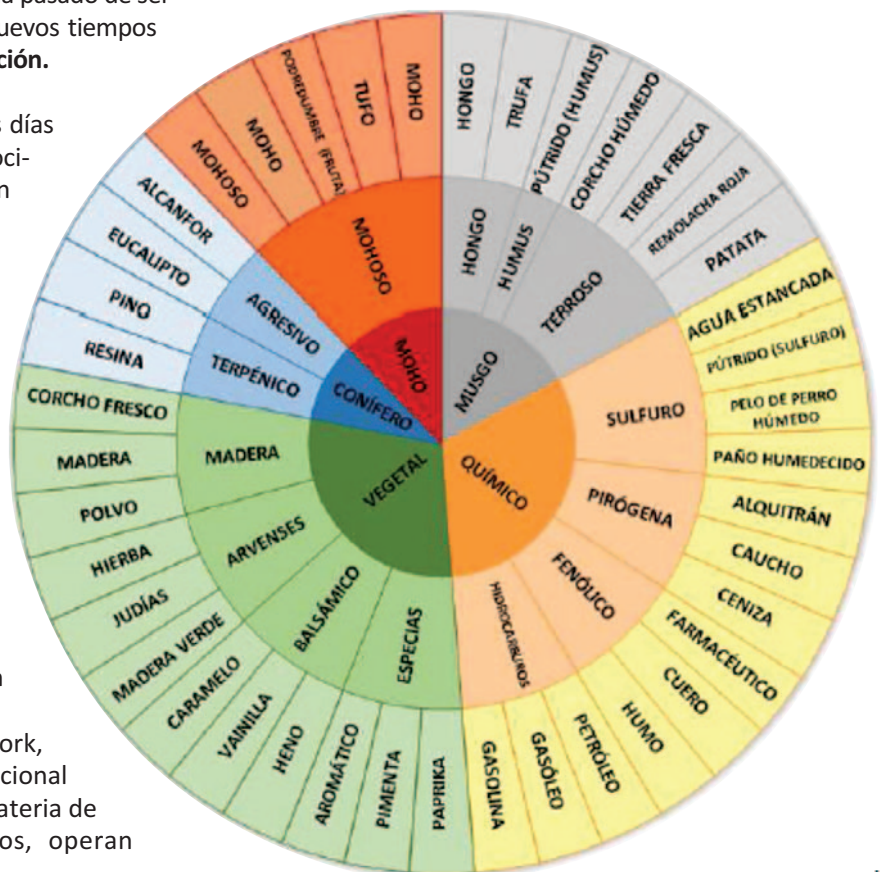 a pasado de ser
uevos tiempos
ción.
s días
oci-
n
n
ork,
cional
ateria de
os, operan
MOHO
MUSGO
QUÍMICO
VEGETAL
CONÍFERO
MOHOSO
HONGO
HUMUS
TERROSO
SULFURO
PIRÓGENA
FENÓLICO
HIDROCARBUROS
ESPECIAS
BALSÁMICO
ARVENSES
MADERA
TERPÉNICO
AGRESIVO
HONGO
TRUFA
PÚTRIDO (HUMUS)
CORCHO HÚMEDO
TIERRA FRESCA
REMOLACHA ROJA
PATATA
AGUA ESTANCADA
PÚTRIDO (SULFURO)
PELO DE PERRO
HÚMEDO
PAÑO HUMEDECIDO
ALQUITRÁN
CAUCHO
CENIZA
FARMACÉUTICO
CUERO
HUMO
PETRÓLEO
GASÓLEO
GASOLINA
PAPRIKA
PIMENTA
AROMÁTICO
HENO
VAINILLA
CARAMELO
MADERA VERDE
JUDÍAS
HIERBA
POLVO
MADERA
CORCHO FRESCO
RESINA
PINO
EUCALIPTO
ALCANFOR
MOHOSO
MOHO
PODREDUMBRE (FRUTA)
TUFO
MOHO